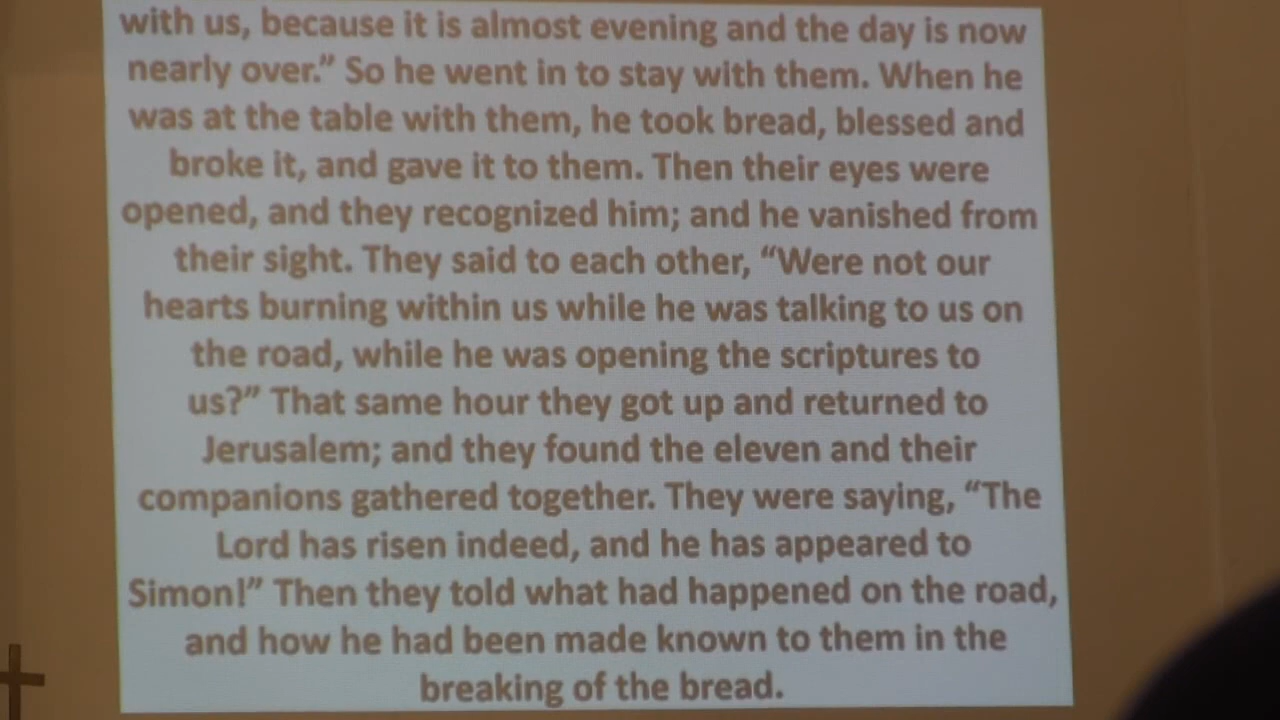 with us, because it is almost evening and the day is now
nearly over.” So he went in to stay with them. When he
was at the table with them, he took bread, blessed and
broke it, and gave it to them. Then their eyes were
opened, and they recognized him; and he vanished from
their sight. They said to each other, “Were not our
hearts burning within us while he was talking to us on
the road, while he was opening the scriptures to
us?” That same hour they got up and returned to
Jerusalem; and they found the eleven and their
companions gathered together. They were saying, “The
Lord has risen indeed, and he has appeared to
Simon!” Then they told what had happened on the road,
and how he had been made known to them in the
breaking of the bread.